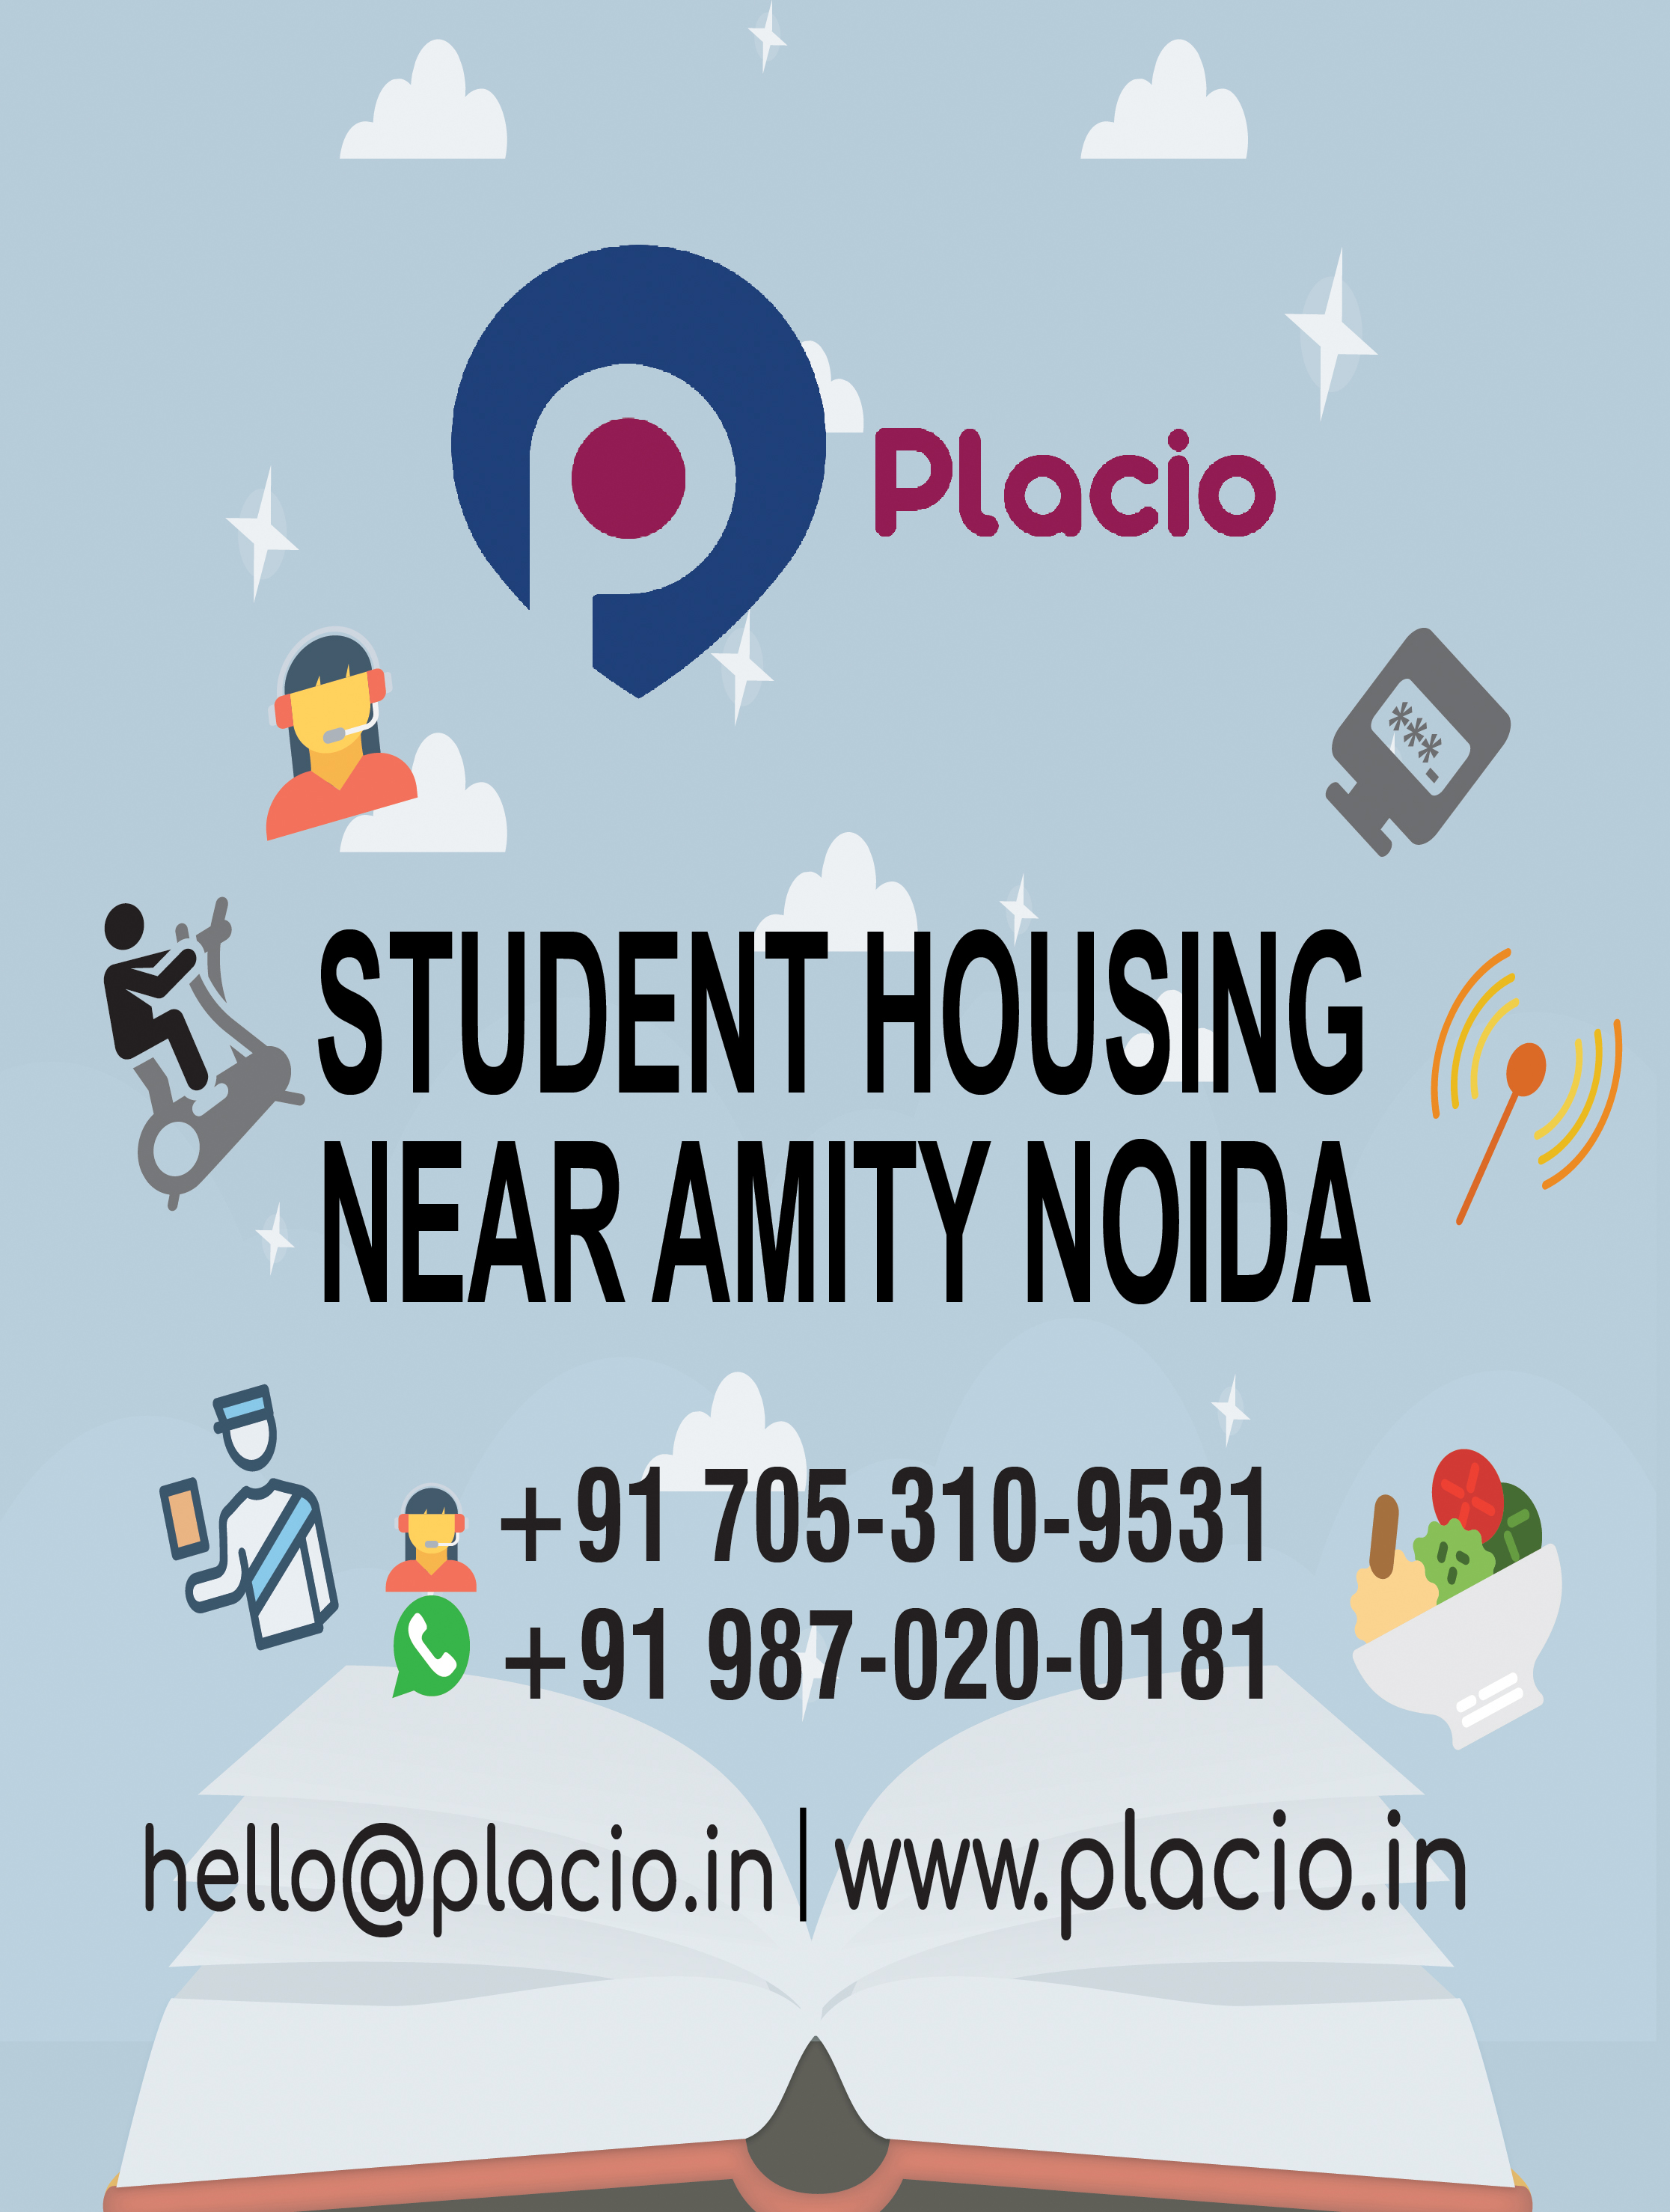 Placio
STUDENT HOUSING
NEAR AMITY NOIDA
+91 705-310-9531
+91 987-020-0181
hello@placio.in | www.placio.in